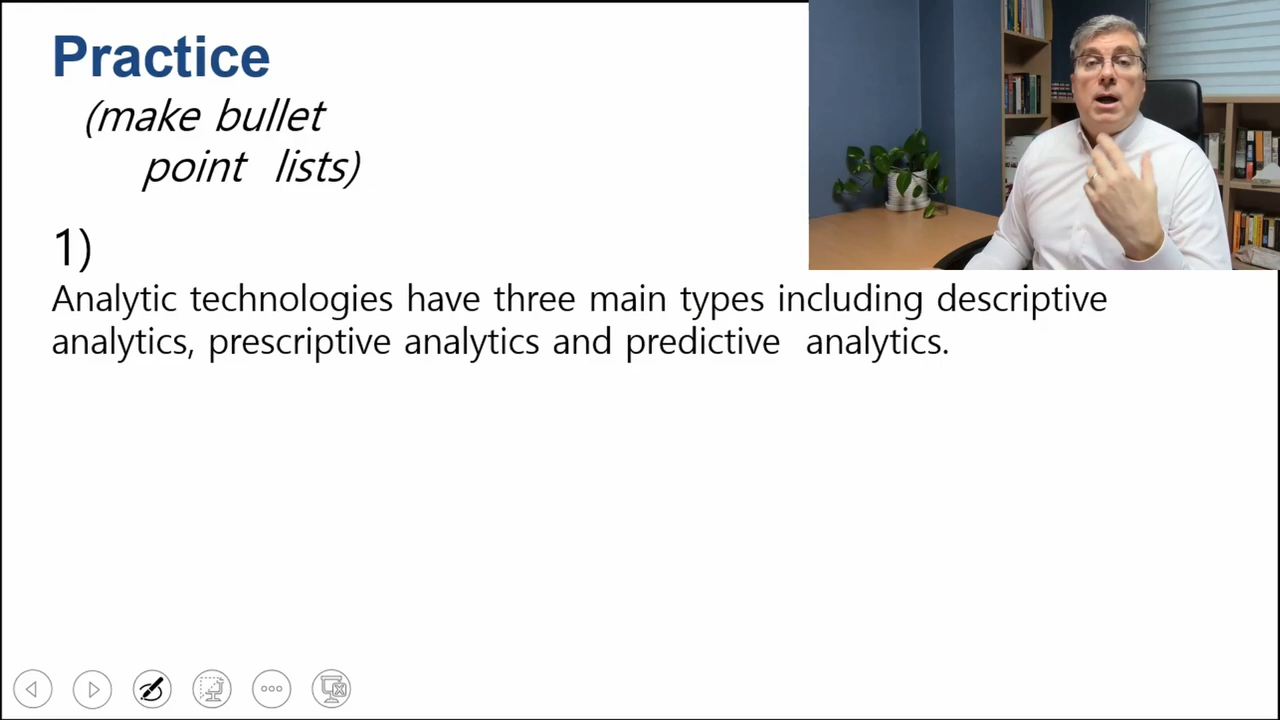 Practice
(make bullet
point lists)
1)
Analytic technologies have three main types including descriptive
analytics, prescriptive analytics and predictive analytics.